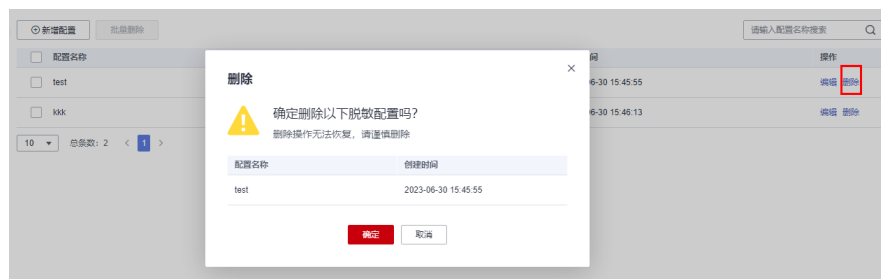 新增配置 批量删除 请输入配置名称搜索
配置名称 间 操作
test 06-30 15:45:55 编辑 删除
kkk 06-30 15:46:13 编辑 删除
10 总条数: 2 < 1 >
删除
确定删除以下脱敏配置吗?
删除操作无法恢复, 请谨慎删除
配置名称 创建时间
test 2023-06-30 15:45:55
确定 取消